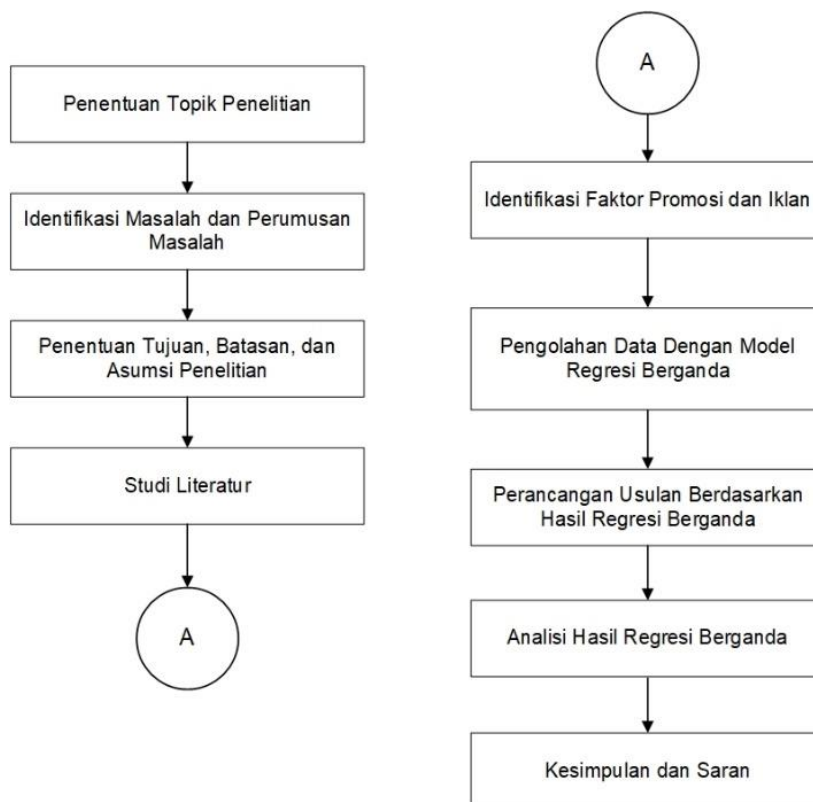 Penentuan Topik Penelitian
Identifikasi Masalah dan Perumusan
Masalah
Penentuan Tujuan, Batasan, dan
Asumsi Penelitian
Studi Literatur
A
A
Identifikasi Faktor Promosi dan Iklan
Pengolahan Data Dengan Model
Regresi Berganda
Perancangan Usulan Berdasarkan
Hasil Regresi Berganda
Analisi Hasil Regresi Berganda
Kesimpulan dan Saran